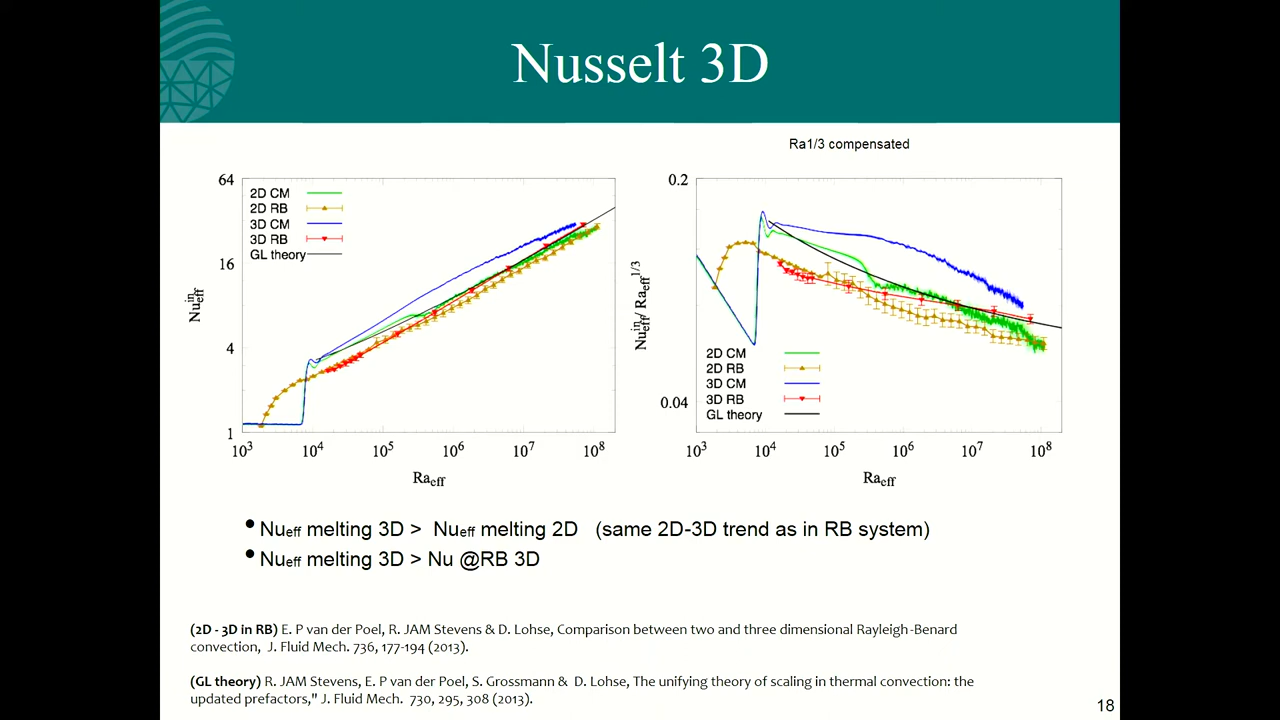 Nusselt 3D
Ra1/3 compensated
64
16
4
1
Nu_eff^in
2D CM
2D RB
3D CM
3D RB
GL theory
10^3 10^4 10^5 10^6 10^7 10^8
Ra_eff
0.2
0.04
Nu_eff^in / Ra_eff^1/3
2D CM
2D RB
3D CM
3D RB
GL theory
10^3 10^4 10^5 10^6 10^7 10^8
Ra_eff
• Nueff melting 3D > Nueff melting 2D (same 2D-3D trend as in RB system)
• Nueff melting 3D > Nu @RB 3D
(2D - 3D in RB) E. P van der Poel, R. JAM Stevens & D. Lohse, Comparison between two and three dimensional Rayleigh-Benard
convection, J. Fluid Mech. 736, 177-194 (2013).
(GL theory) R. JAM Stevens, E. P van der Poel, S. Grossmann & D. Lohse, The unifying theory of scaling in thermal convection: the
updated prefactors," J. Fluid Mech. 730, 295, 308 (2013).
18